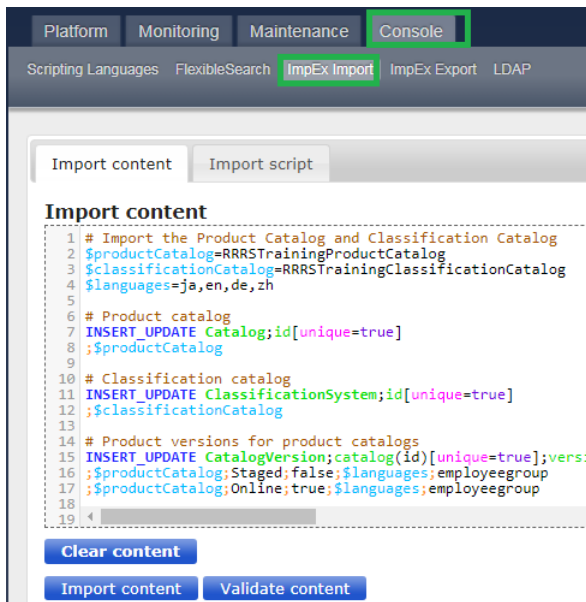 Platform Monitoring Maintenance Console
Scripting Languages FlexibleSearch ImpEx Import ImpEx Export LDAP
Import content Import script
Import content
1 # Import the Product Catalog and Classification Catalog
2 $productCatalog=RRRSTrainingProductCatalog
3 $classificationCatalog=RRRSTrainingClassificationCatalog
4 $languages=ja,en,de,zh
5
6 # Product catalog
7 INSERT_UPDATE Catalog;id[unique=true]
8 ;$productCatalog
9
10 # Classification catalog
11 INSERT_UPDATE ClassificationSystem;id[unique=true]
12 ;$classificationCatalog
13
14 # Product versions for product catalogs
15 INSERT_UPDATE CatalogVersion;catalog(id)[unique=true];versi
16 ;$productCatalog;Staged;false;$languages;employeegroup
17 ;$productCatalog;Online;true;$languages;employeegroup
18
19
Clear content
Import content Validate content